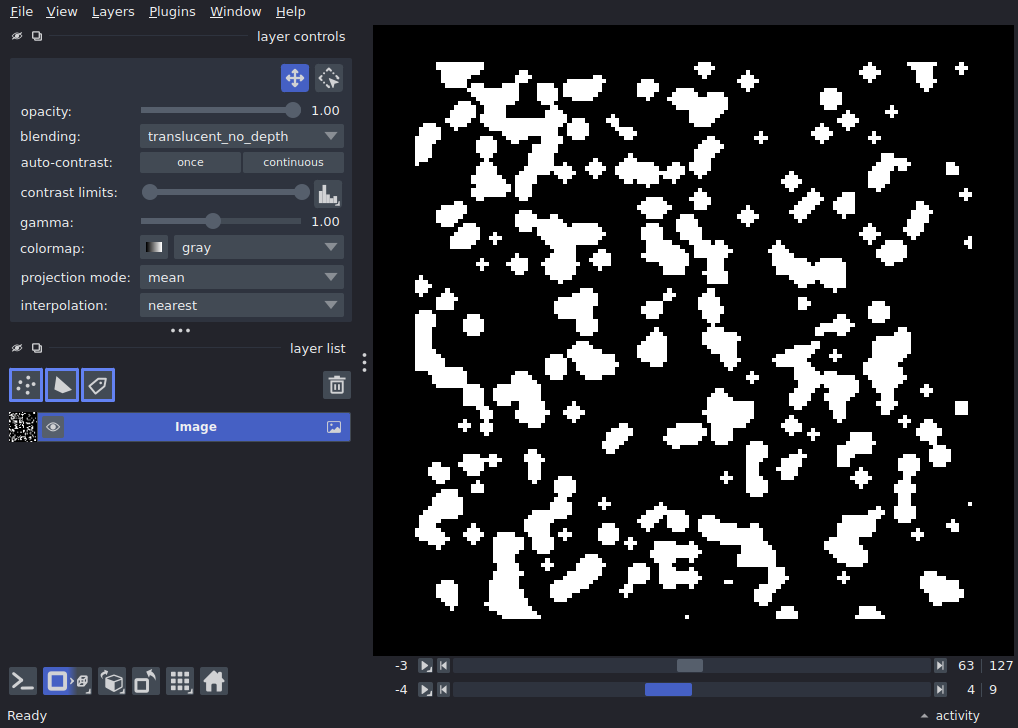 File View Layers Plugins Window Help
layer controls
opacity: 1.00
blending: translucent_no_depth
auto-contrast: once continuous
contrast limits:
gamma: 1.00
colormap: gray
projection mode: mean
interpolation: nearest
layer list
Image
-3 63 127
-4 4 9
Ready activity